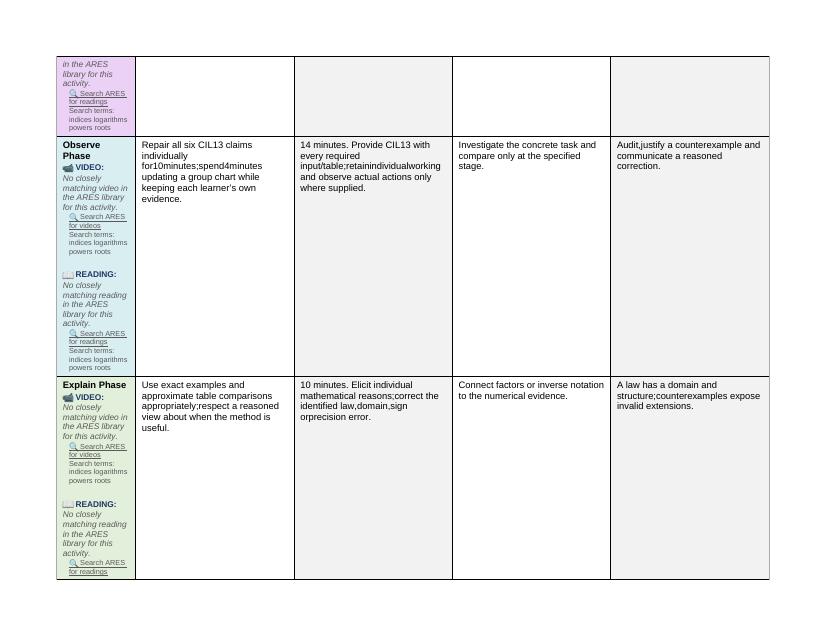 in the ARES
library for this
activity.
🔍 Search ARES
for readings
Search terms:
indices logarithms
powers roots
Observe
Phase
📹 VIDEO:
No closely
matching video in
the ARES library
for this activity.
🔍 Search ARES
for videos
Search terms:
indices logarithms
powers roots
📖 READING:
No closely
matching reading
in the ARES
library for this
activity.
🔍 Search ARES
for readings
Search terms:
indices logarithms
powers roots
Repair all six CIL13 claims
individually
for10minutes;spend4minutes
updating a group chart while
keeping each learner’s own
evidence.
14 minutes. Provide CIL13 with
every required
input/table;retainindividualworking
and observe actual actions only
where supplied.
Investigate the concrete task and
compare only at the specified
stage.
Audit,justify a counterexample and
communicate a reasoned
correction.
Explain Phase
📹 VIDEO:
No closely
matching video in
the ARES library
for this activity.
🔍 Search ARES
for videos
Search terms:
indices logarithms
powers roots
📖 READING:
No closely
matching reading
in the ARES
library for this
activity.
🔍 Search ARES
for readings
Use exact examples and
approximate table comparisons
appropriately;respect a reasoned
view about when the method is
useful.
10 minutes. Elicit individual
mathematical reasons;correct the
identified law,domain,sign
orprecision error.
Connect factors or inverse notation
to the numerical evidence.
A law has a domain and
structure;counterexamples expose
invalid extensions.